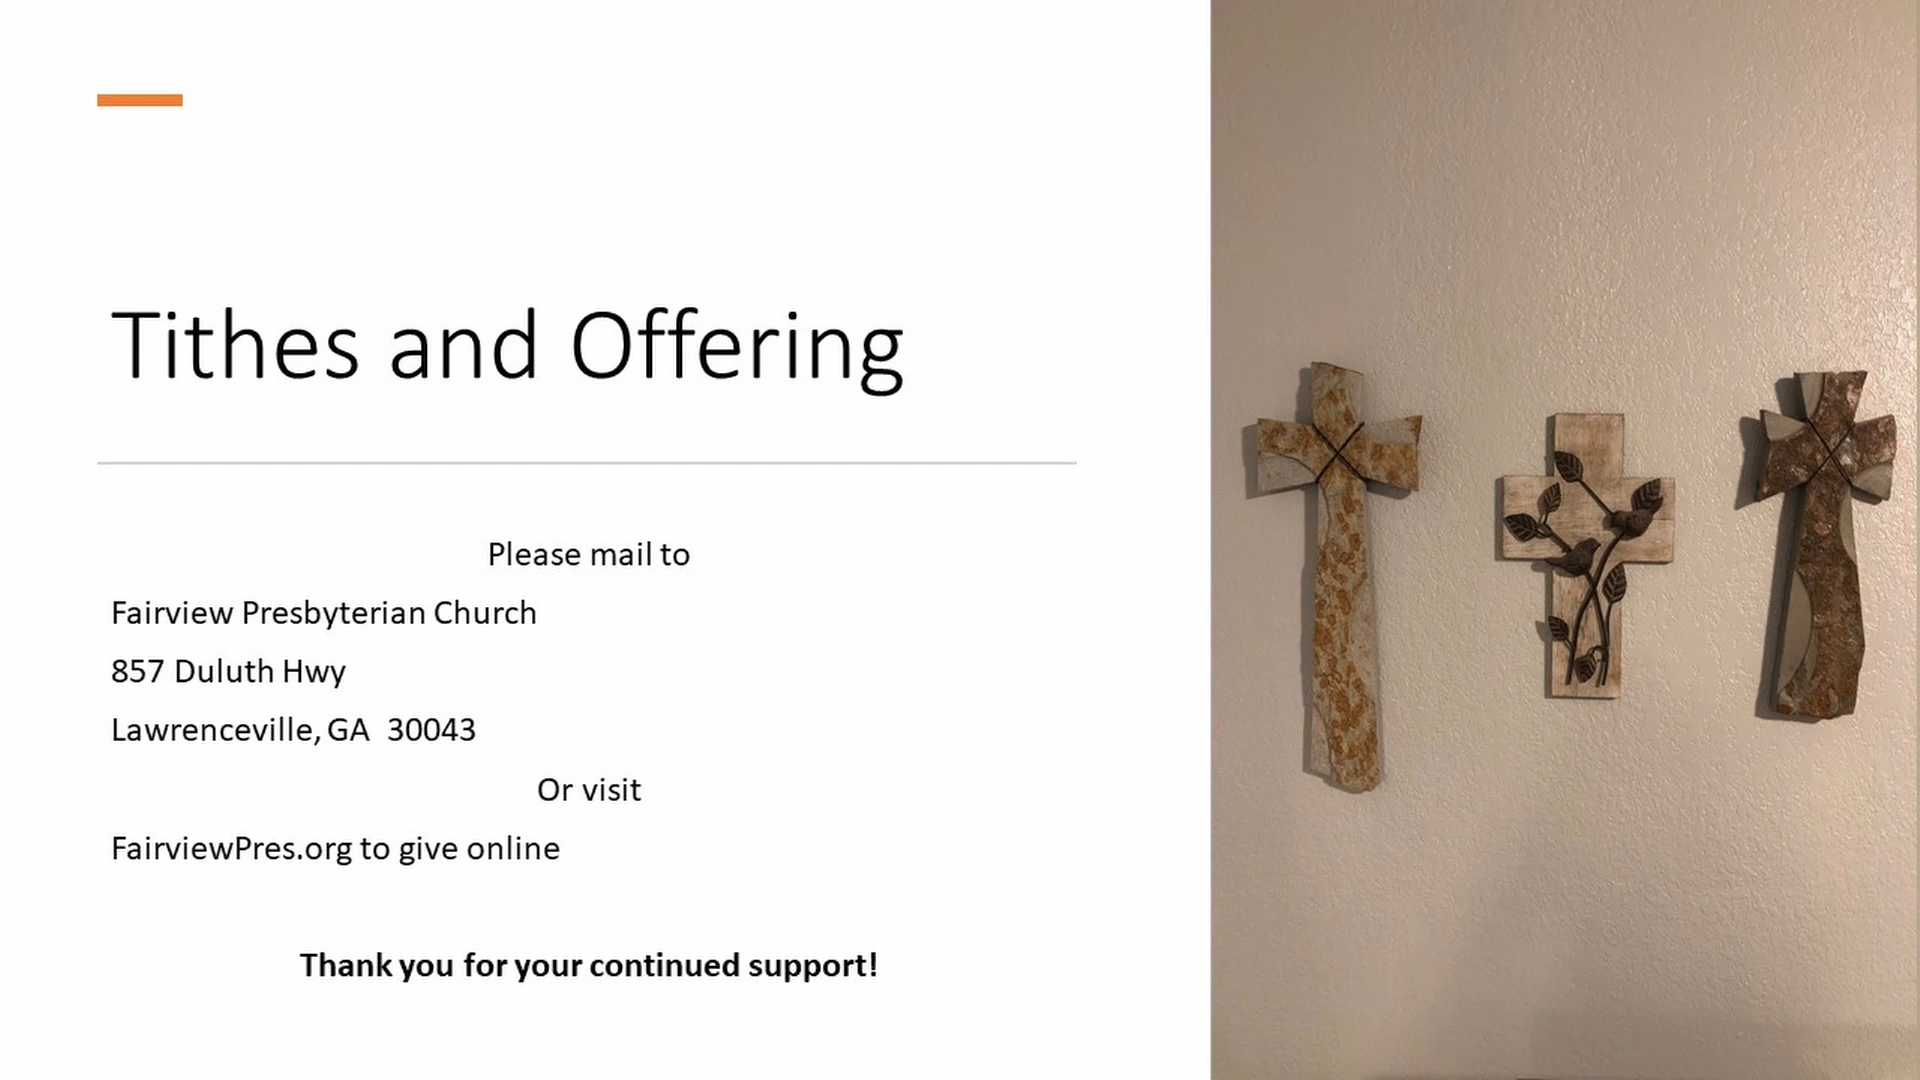 Tithes and Offering
Please mail to
Fairview Presbyterian Church
857 Duluth Hwy
Lawrenceville, GA  30043
Or visit
FairviewPres.org to give online
Thank you for your continued support!